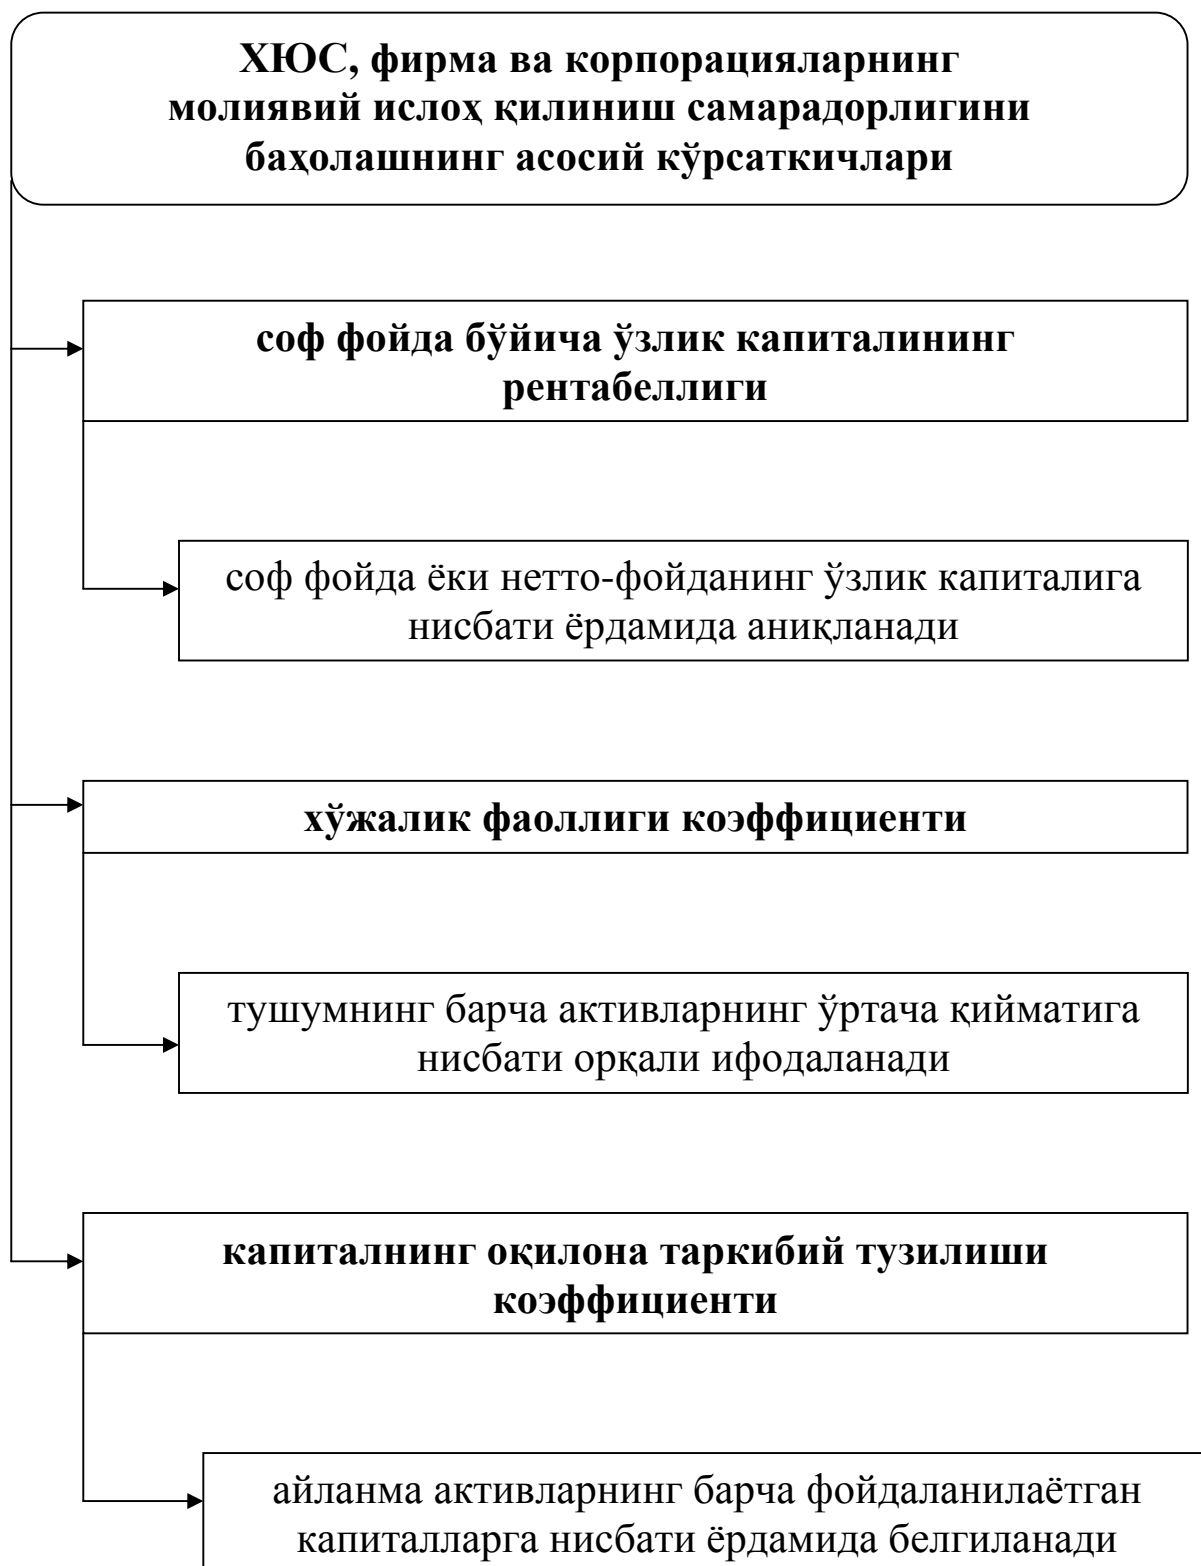 ХЮС, фирма ва корпорацияларнинг
молиявий ислоҳ қилиниш самарадорлигини
баҳолашнинг асосий кўрсаткичлари
соф фойда бўйича ўзлик капиталининг
рентабеллиги
соф фойда ёки нетто-фойданинг ўзлик капиталига
нисбати ёрдамида аниқланади
хўжалик фаоллиги коэффициенти
тушумнинг барча активларнинг ўртача қийматига
нисбати орқали ифодаланади
капиталнинг оқилона таркибий тузилиши
коэффициенти
айланма активларнинг барча фойдаланилаётган
капиталларга нисбати ёрдамида белгиланади